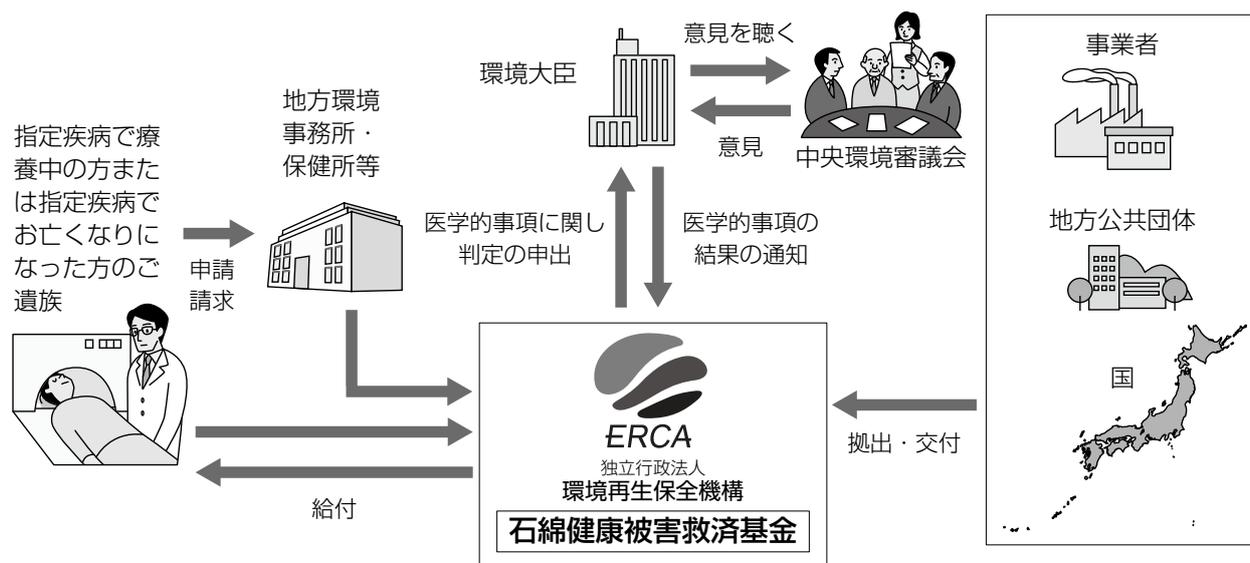 指定疾病で療
養中の方また
は指定疾病で
お亡くなりに
なった方のご
遺族
申請
請求
地方環境
事務所・
保健所等
環境大臣
意見を聴く
意見
中央環境審議会
医学的事項に関し
判定の申出
医学的事項の
結果の通知
ERCA
独立行政法人
環境再生保全機構
石綿健康被害救済基金
給付
拠出・交付
事業者
地方公共団体
国